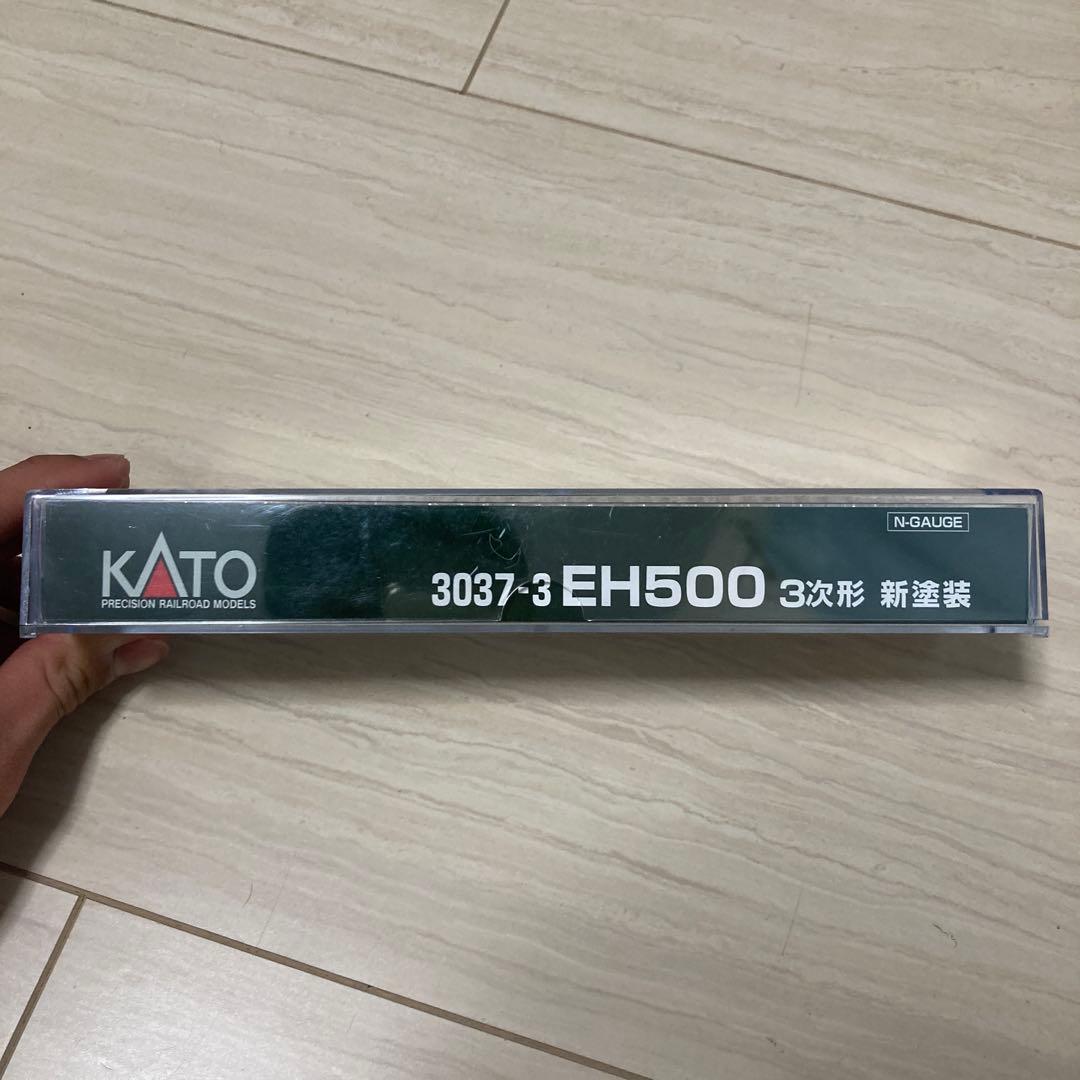 N-GAUGE
KATO
PRECISION RAILROAD MODELS
3037-3 EH500 3次形 新塗装